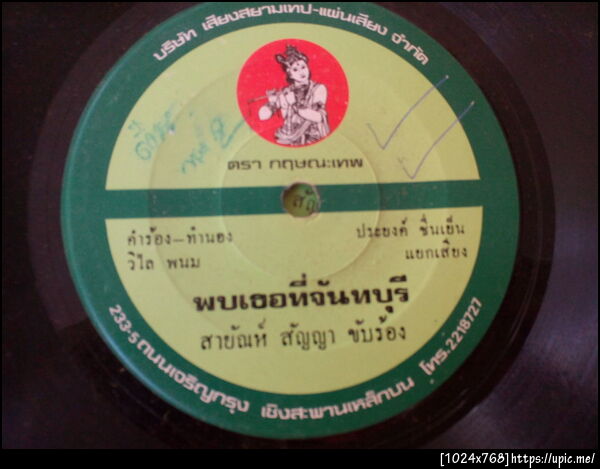 บริษัท เสียงสยามเทป-แผ่นเสียง จำกัด
ตรา กฤษณะเทพ
คำร้อง-ทำนอง
วิไล พนม
ประยงค์ ชื่นเย็น
แยกเสียง
พบเธอที่จันทบุรี
สายัณห์ สัญญา ขับร้อง
233-5 ถนนเจริญกรุง เชิงสะพานเหล็กบน โทร.2218727
[1024x768]https://upic.me/